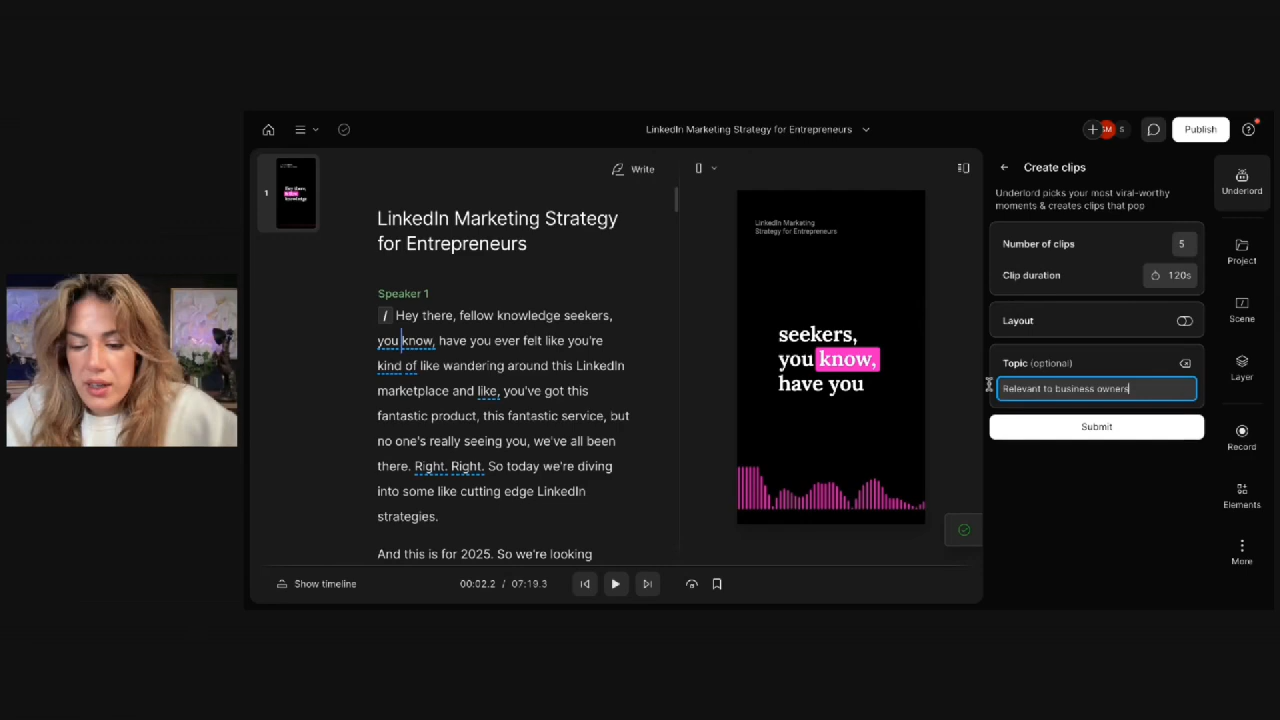 LinkedIn Marketing Strategy for Entrepreneurs
SM
5
Publish
1
Write
LinkedIn Marketing Strategy
for Entrepreneurs
Speaker 1
/ Hey there, fellow knowledge seekers,
you know, have you ever felt like you're
kind of like wandering around this LinkedIn
marketplace and like, you've got this
fantastic product, this fantastic service, but
no one's really seeing you, we've all been
there. Right. Right. So today we're diving
into some like cutting edge LinkedIn
strategies.
And this is for 2025. So we're looking
LinkedIn Marketing
Strategy for Entrepreneurs
seekers,
you know,
have you
Show timeline
00:02.2 / 07:19.3
Create clips
Underlord picks your most viral-worthy
moments & creates clips that pop
Number of clips 5
Clip duration 120s
Layout
Topic (optional)
Relevant to business owners
Submit
Underlord
Project
Scene
Layer
Record
Elements
More